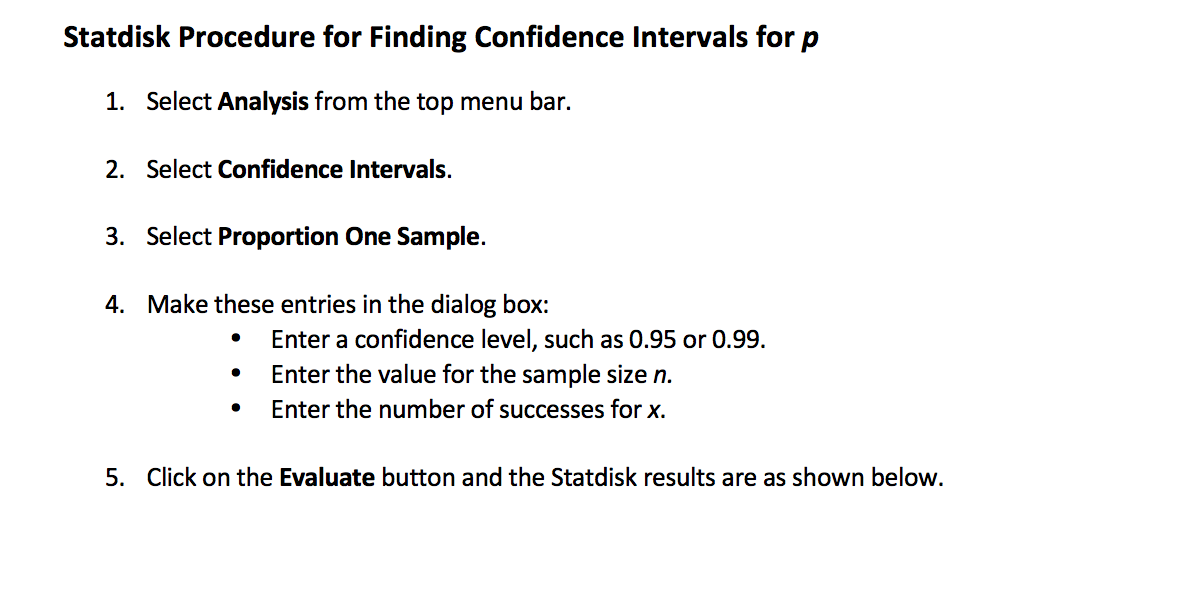 Statdisk Procedure for Finding Confidence Intervals for p
1. Select Analysis from the top menu bar.
2. Select Confidence Intervals.
3. Select Proportion One Sample.
4. Make these entries in the dialog box:
• Enter a confidence level, such as 0.95 or 0.99.
• Enter the value for the sample size n.
• Enter the number of successes for x.
5. Click on the Evaluate button and the Statdisk results are as shown below.